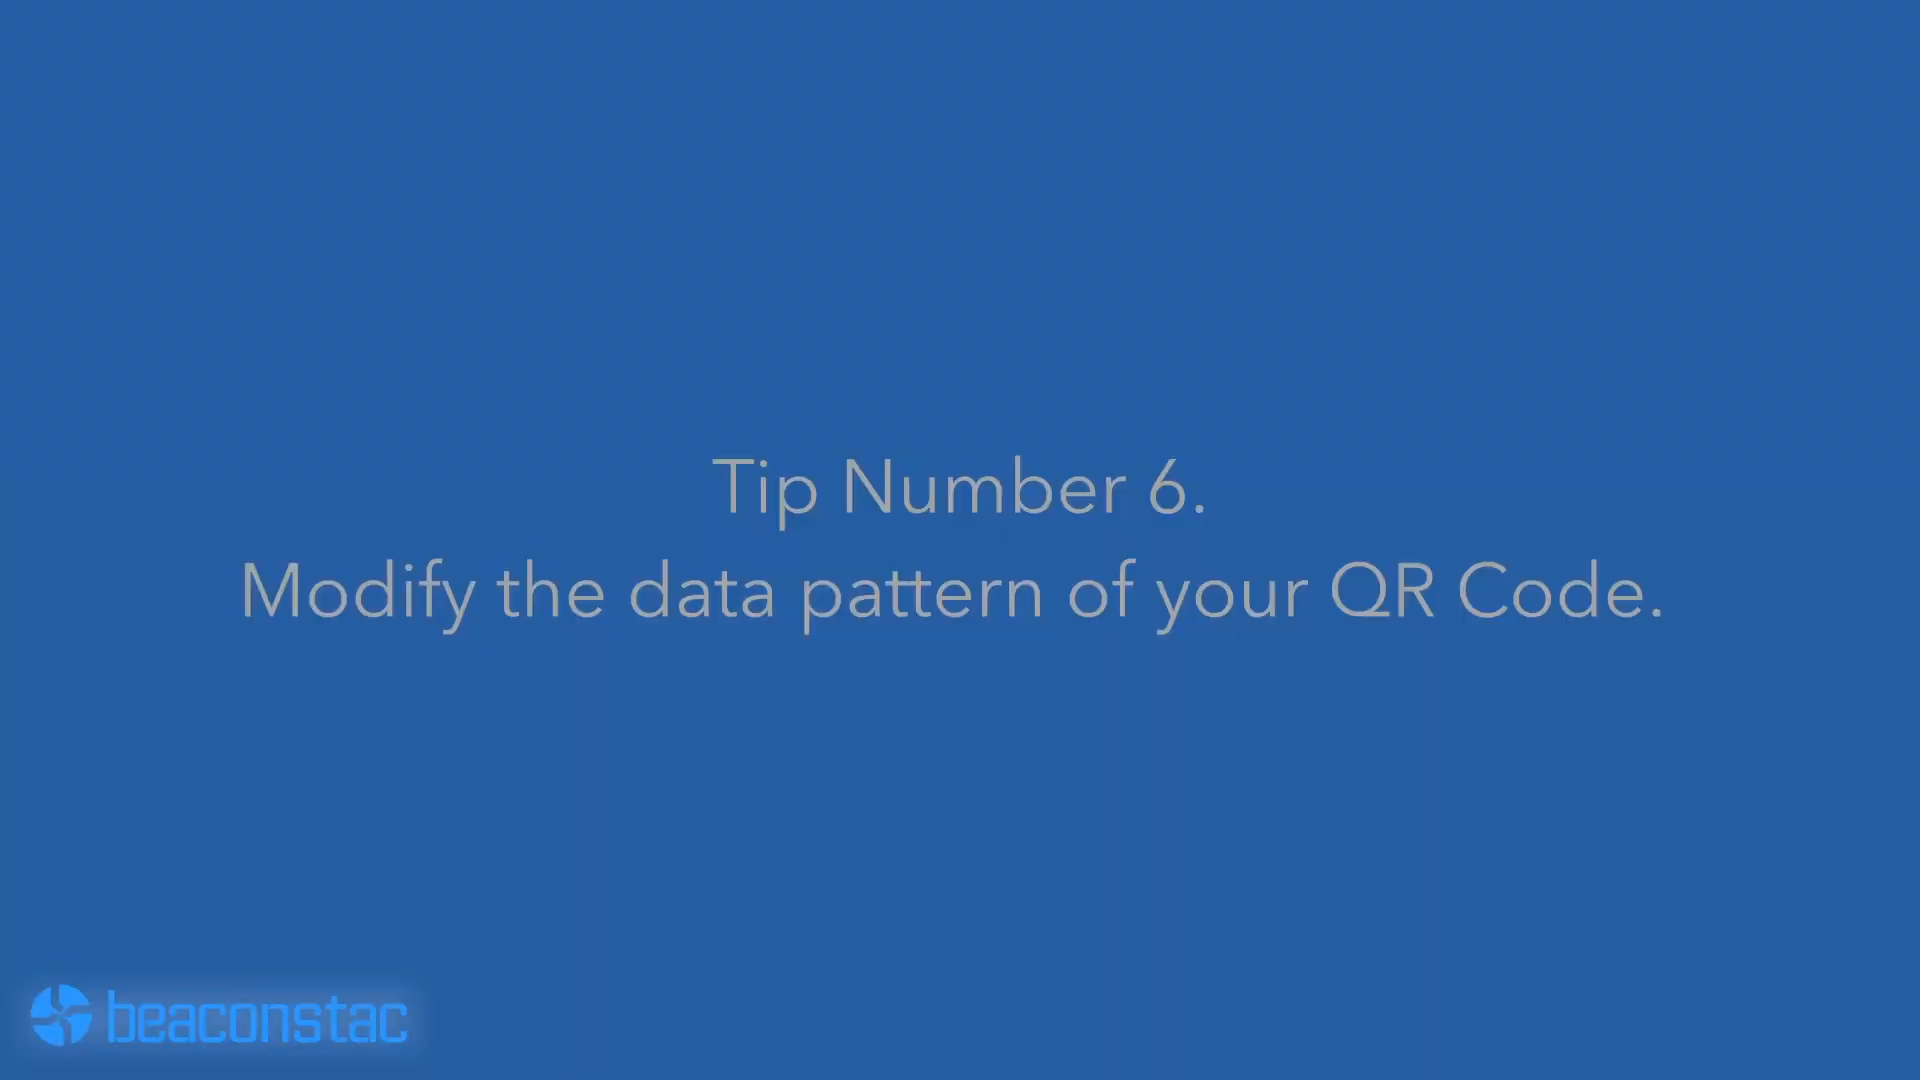 Tip Number 6.
Modify the data pattern of your QR Code.
beaconstac